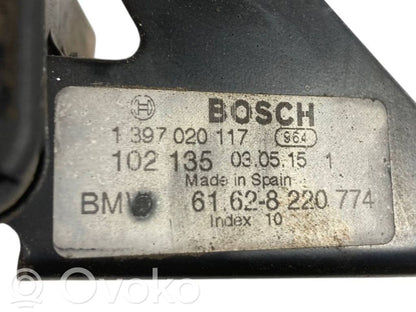 BOSCH
1 397 020 117 964
102 135 03.05.15 1
Made in Spain
BMW 61.62-8 220 774
Index 10
OVOKO